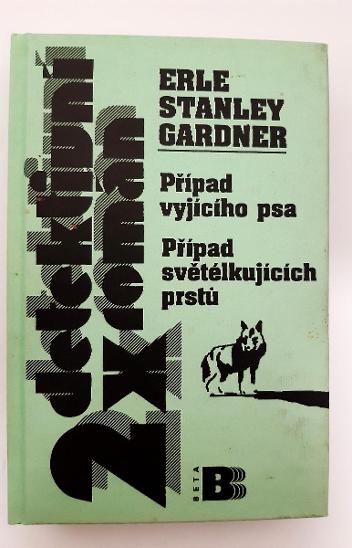 ERLE
STANLEY
GARDNER
Případ
vyjícího psa
Případ
světélkujících
prstů
2x detektivní
román
BETA
B